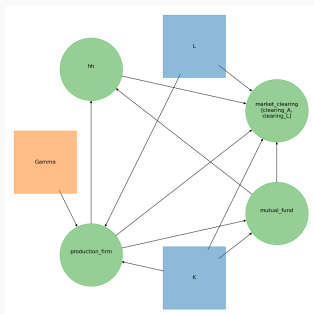 L
hh
market_clearing
[clearing_A,
clearing_L]
Gamma
mutual_fund
production_firm
K